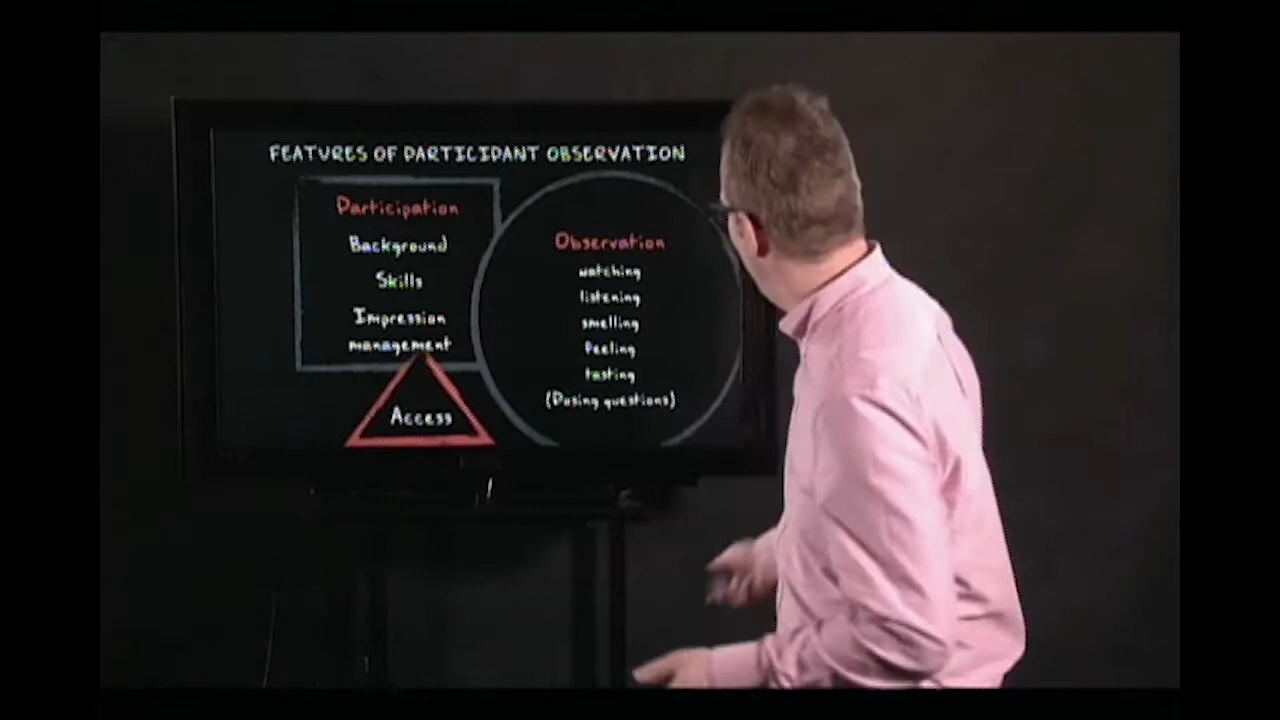 FEATURES OF PARTICIPANT OBSERVATION
Participation
Background
Skills
Impression
management
Access
Observation
watching
listening
smelling
feeling
tasting
(Posing questions)